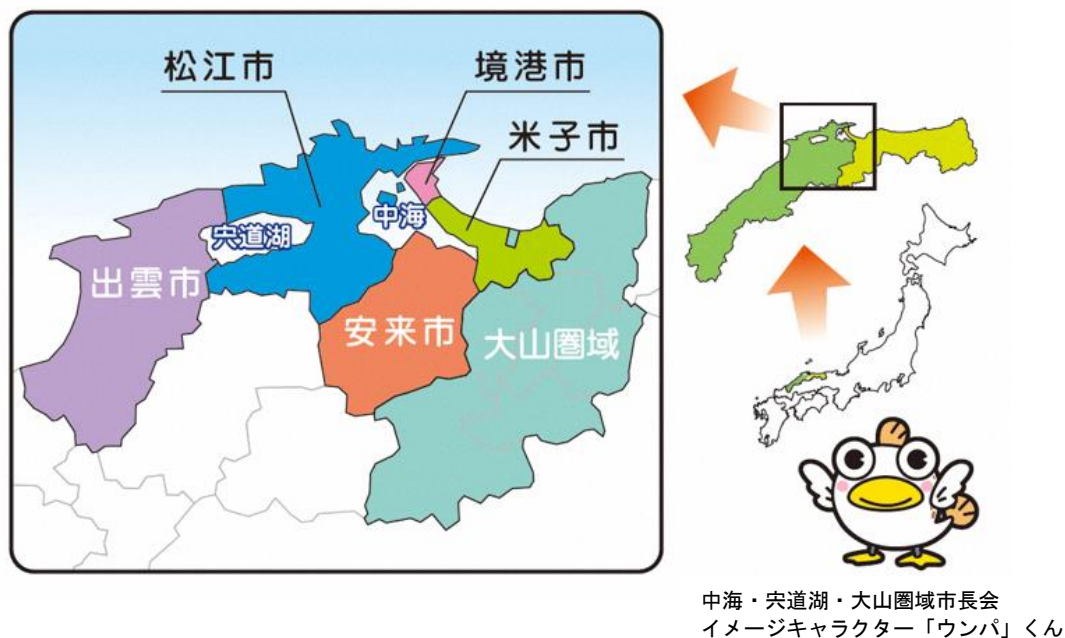 松江市
境港市
米子市
中海
宍道湖
出雲市
安来市
大山圏域
中海・宍道湖・大山圏域市長会
イメージキャラクター「ウンパ」くん